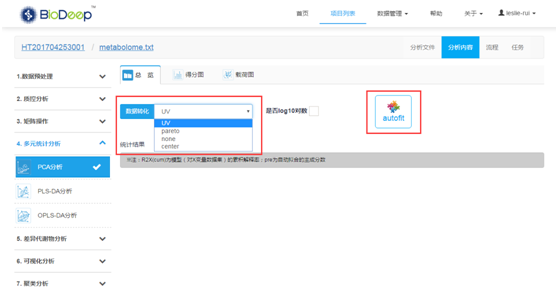 BioDeep™
首页 项目列表 数据管理 帮助 关于 leslie-rui
HT201704253001 / metabolome.txt
分析文件 分析内容 流程 任务
1.数据预处理
2. 质控分析
3. 矩阵操作
4. 多元统计分析
PCA分析
PLS-DA分析
OPLS-DA分析
5. 差异代谢物分析
6. 可视化分析
7. 聚类分析
总 览 得分图 载荷图
数据转化 UV 是否log10对数
UV
pareto
none
center
autofit
统计结果
※注：R2X(cum)为模型（对X变量数据集）的累积解释率；pre为自动拟合的主成分数